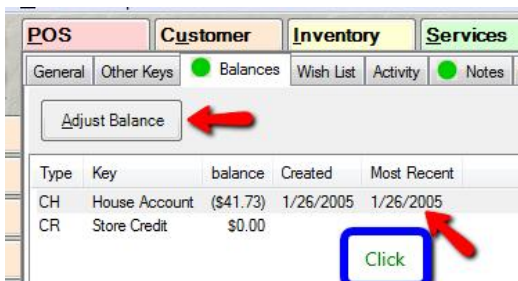 POS Customer Inventory Services
General Other Keys Balances Wish List Activity Notes
Adjust Balance
Type Key balance Created Most Recent
CH House Account ($41.73) 1/26/2005 1/26/2005
CR Store Credit $0.00
Click